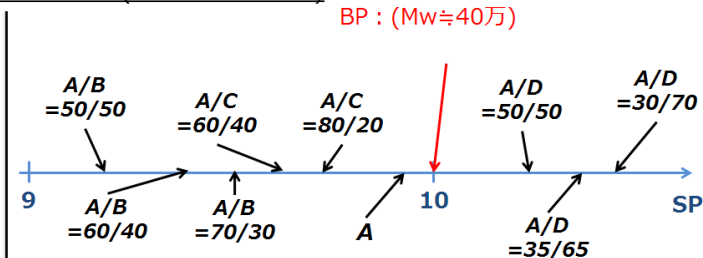 BP：(Mw≒40万)
A/B
=50/50
A/C
=60/40
A/C
=80/20
A/D
=50/50
A/D
=30/70
9
10
SP
A/B
=60/40
A/B
=70/30
A
A/D
=35/65